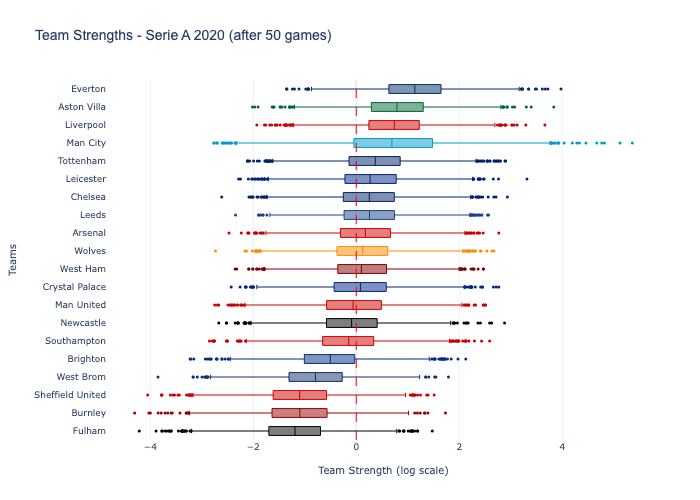 Team Strengths - Serie A 2020 (after 50 games)
Everton
Aston Villa
Liverpool
Man City
Tottenham
Leicester
Chelsea
Leeds
Arsenal
Wolves
West Ham
Crystal Palace
Man United
Newcastle
Southampton
Brighton
West Brom
Sheffield United
Burnley
Fulham
Teams
−4 −2 0 2 4
Team Strength (log scale)